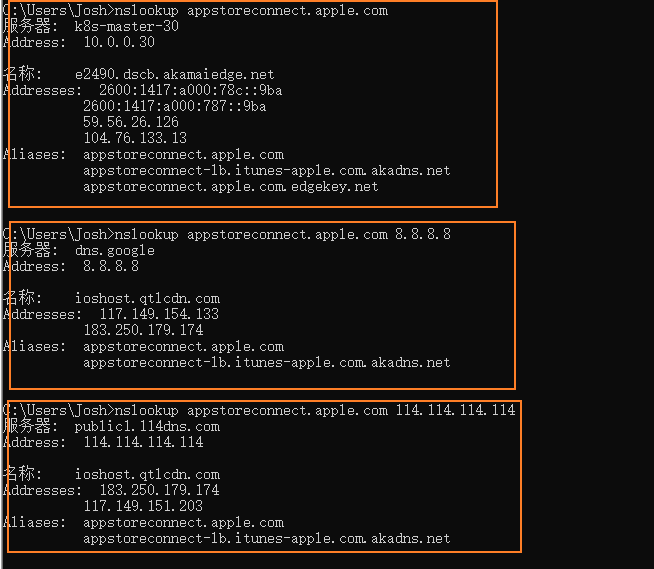 C:\Users\Josh>nslookup appstoreconnect.apple.com
服务器:  k8s-master-30
Address:  10.0.0.30
名称:    e2490.dscb.akamaiedge.net
Addresses:  2600:1417:a000:78c::9ba
2600:1417:a000:787::9ba
59.56.26.126
104.76.133.13
Aliases:  appstoreconnect.apple.com
appstoreconnect-lb.itunes-apple.com.akadns.net
appstoreconnect.apple.com.edgekey.net
C:\Users\Josh>nslookup appstoreconnect.apple.com 8.8.8.8
服务器:  dns.google
Address:  8.8.8.8
名称:    ioshost.qtlcdn.com
Addresses:  117.149.154.133
183.250.179.174
Aliases:  appstoreconnect.apple.com
appstoreconnect-lb.itunes-apple.com.akadns.net
C:\Users\Josh>nslookup appstoreconnect.apple.com 114.114.114.114
服务器:  public1.114dns.com
Address:  114.114.114.114
名称:    ioshost.qtlcdn.com
Addresses:  183.250.179.174
117.149.151.203
Aliases:  appstoreconnect.apple.com
appstoreconnect-lb.itunes-apple.com.akadns.net